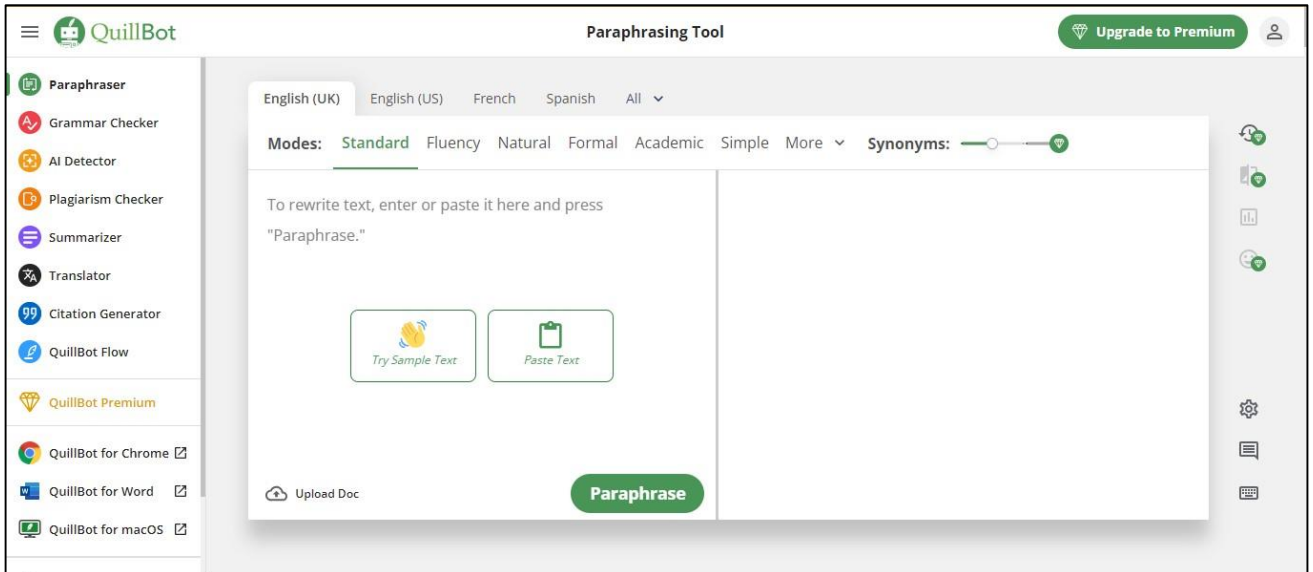 QuillBot
Paraphrasing Tool
Upgrade to Premium
Paraphraser
Grammar Checker
AI Detector
Plagiarism Checker
Summarizer
Translator
Citation Generator
QuillBot Flow
QuillBot Premium
QuillBot for Chrome
QuillBot for Word
QuillBot for macOS
English (UK) English (US) French Spanish All
Modes: Standard Fluency Natural Formal Academic Simple More Synonyms:
To rewrite text, enter or paste it here and press
"Paraphrase."
Try Sample Text
Paste Text
Upload Doc
Paraphrase